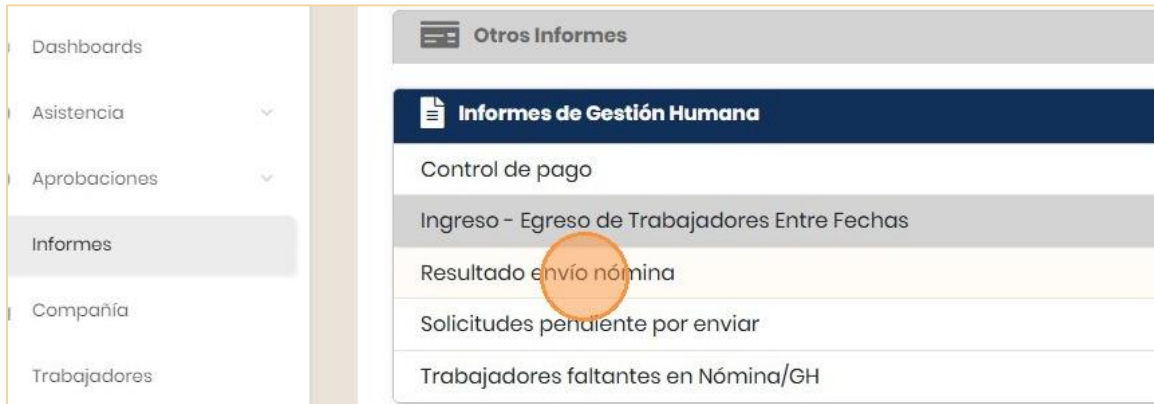 Dashboards
Asistencia
Aprobaciones
Informes
Compañía
Trabajadores
Otros Informes
Informes de Gestión Humana
Control de pago
Ingreso - Egreso de Trabajadores Entre Fechas
Resultado envío nómina
Solicitudes pendiente por enviar
Trabajadores faltantes en Nómina/GH